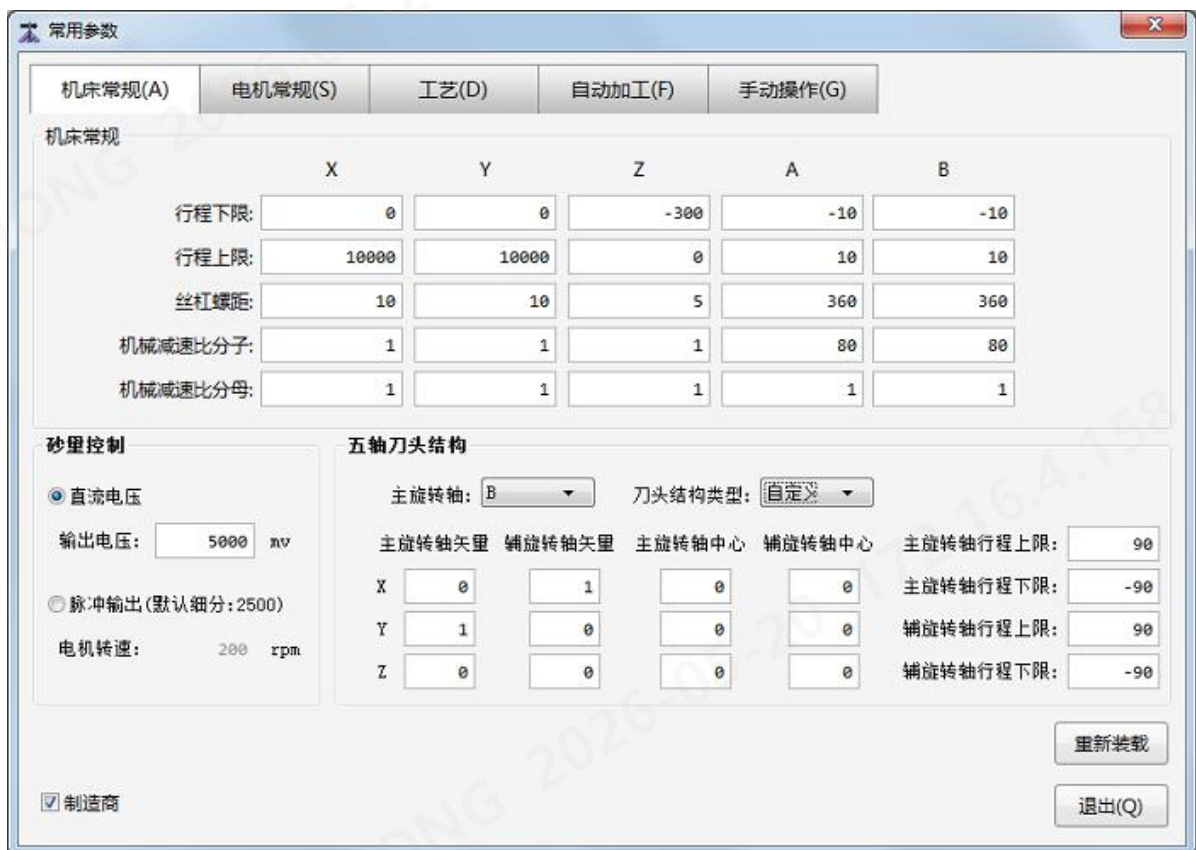 常用参数
机床常规(A) 电机常规(S) 工艺(D) 自动加工(F) 手动操作(G)
机床常规
X Y Z A B
行程下限: 0 0 -300 -10 -10
行程上限: 10000 10000 0 10 10
丝杠螺距: 10 10 5 360 360
机械减速比分子: 1 1 1 80 80
机械减速比分母: 1 1 1 1 1
砂量控制
直流电压
输出电压: 5000 mv
脉冲输出(默认细分:2500)
电机转速: 200 rpm
五轴刀头结构
主旋转轴: B 刀头结构类型: 自定义
主旋转轴矢量 辅旋转轴矢量 主旋转轴中心 辅旋转轴中心
X 0 1 0 0
Y 1 0 0 0
Z 0 0 0 0
主旋转轴行程上限: 90
主旋转轴行程下限: -90
辅旋转轴行程上限: 90
辅旋转轴行程下限: -90
重新装载
制造商
退出(Q)